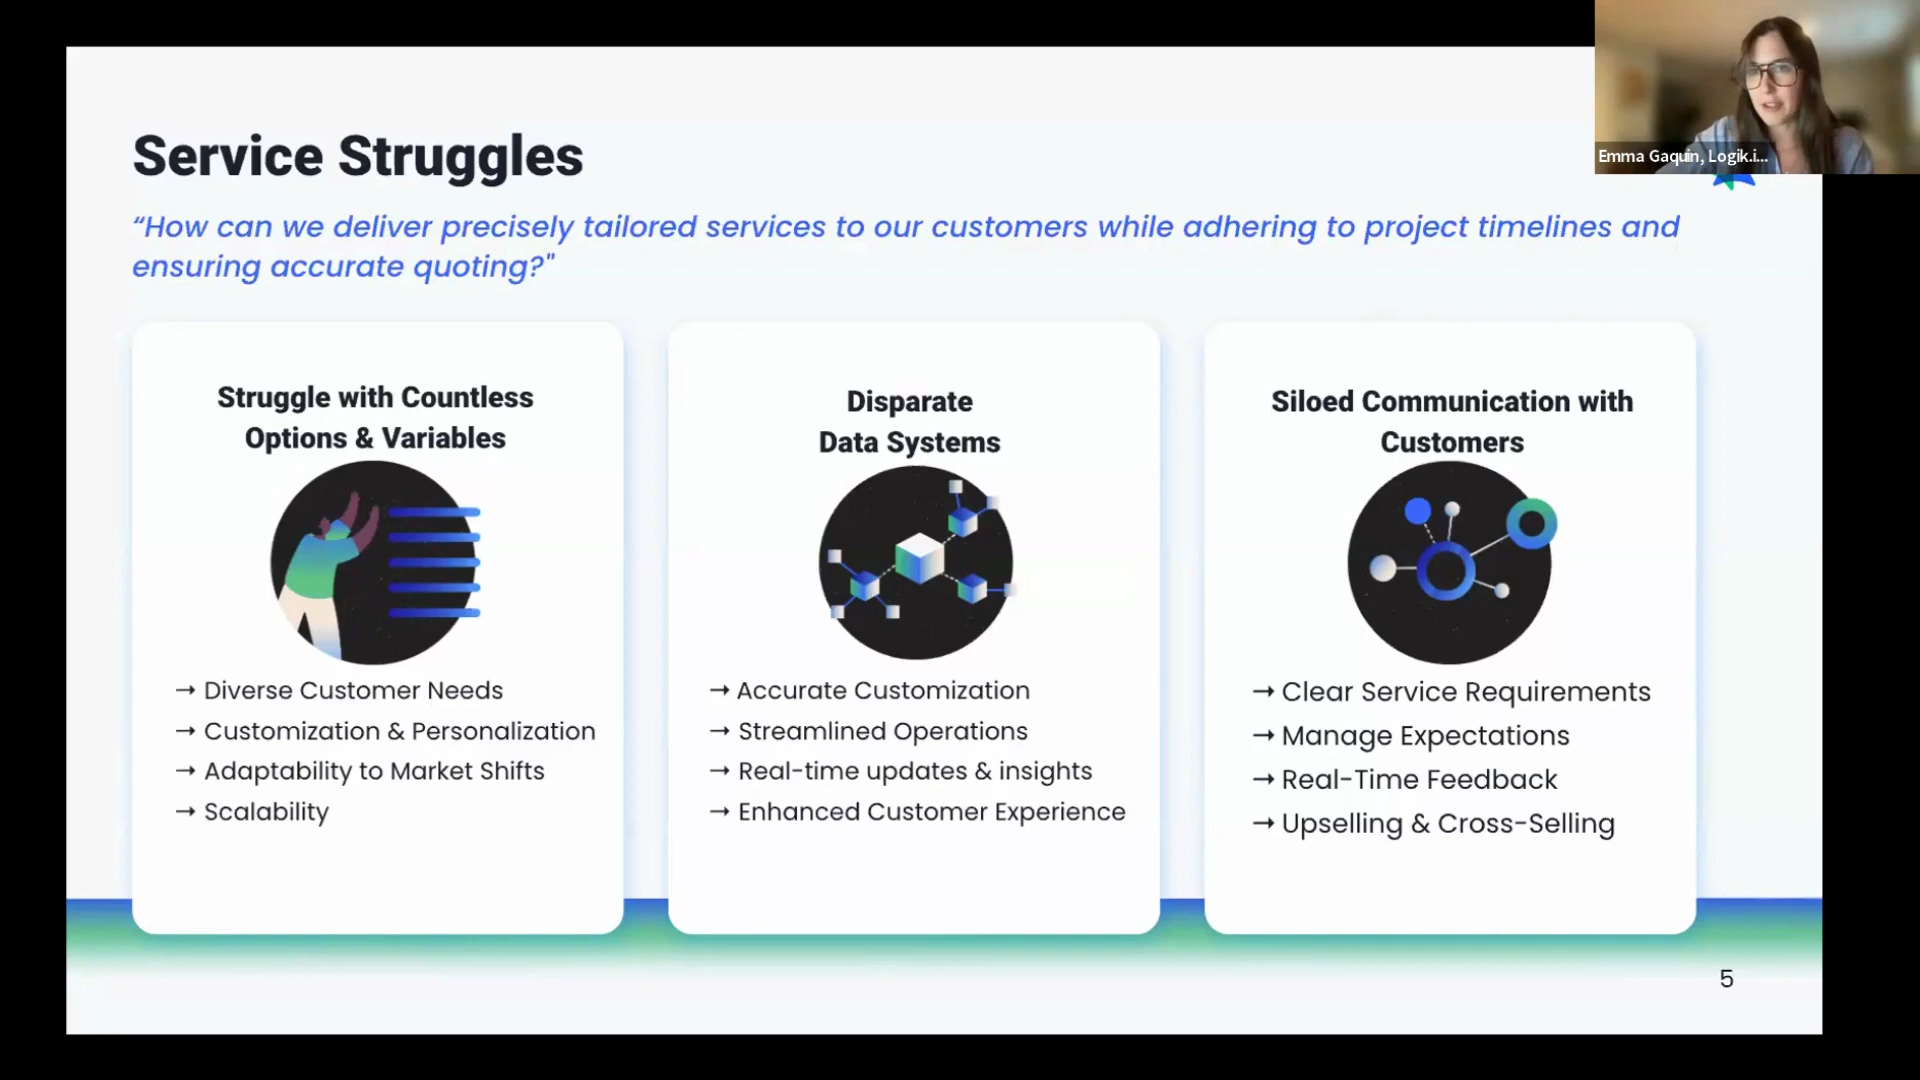 Emma Gaquin, Logik.i...
Service Struggles
“How can we deliver precisely tailored services to our customers while adhering to project timelines and
ensuring accurate quoting?"
Struggle with Countless
Options & Variables
→ Diverse Customer Needs
→ Customization & Personalization
→ Adaptability to Market Shifts
→ Scalability
Disparate
Data Systems
→ Accurate Customization
→ Streamlined Operations
→ Real-time updates & insights
→ Enhanced Customer Experience
Siloed Communication with
Customers
→ Clear Service Requirements
→ Manage Expectations
→ Real-Time Feedback
→ Upselling & Cross-Selling
5